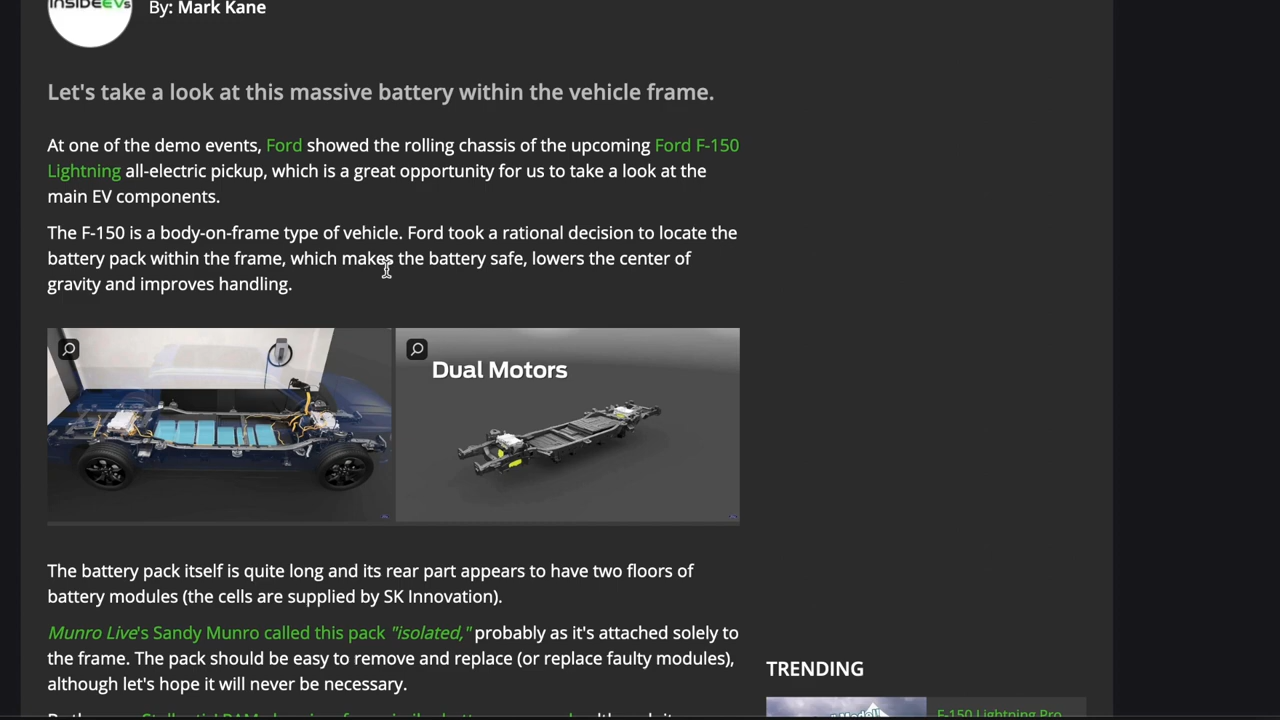 INSIDEEVs
By: Mark Kane
Let's take a look at this massive battery within the vehicle frame.
At one of the demo events, Ford showed the rolling chassis of the upcoming Ford F-150
Lightning all-electric pickup, which is a great opportunity for us to take a look at the
main EV components.
The F-150 is a body-on-frame type of vehicle. Ford took a rational decision to locate the
battery pack within the frame, which makes the battery safe, lowers the center of
gravity and improves handling.
Dual Motors
The battery pack itself is quite long and its rear part appears to have two floors of
battery modules (the cells are supplied by SK Innovation).
Munro Live's Sandy Munro called this pack "isolated," probably as it's attached solely to
the frame. The pack should be easy to remove and replace (or replace faulty modules),
although let's hope it will never be necessary.
TRENDING
F-150 Lightning Pro